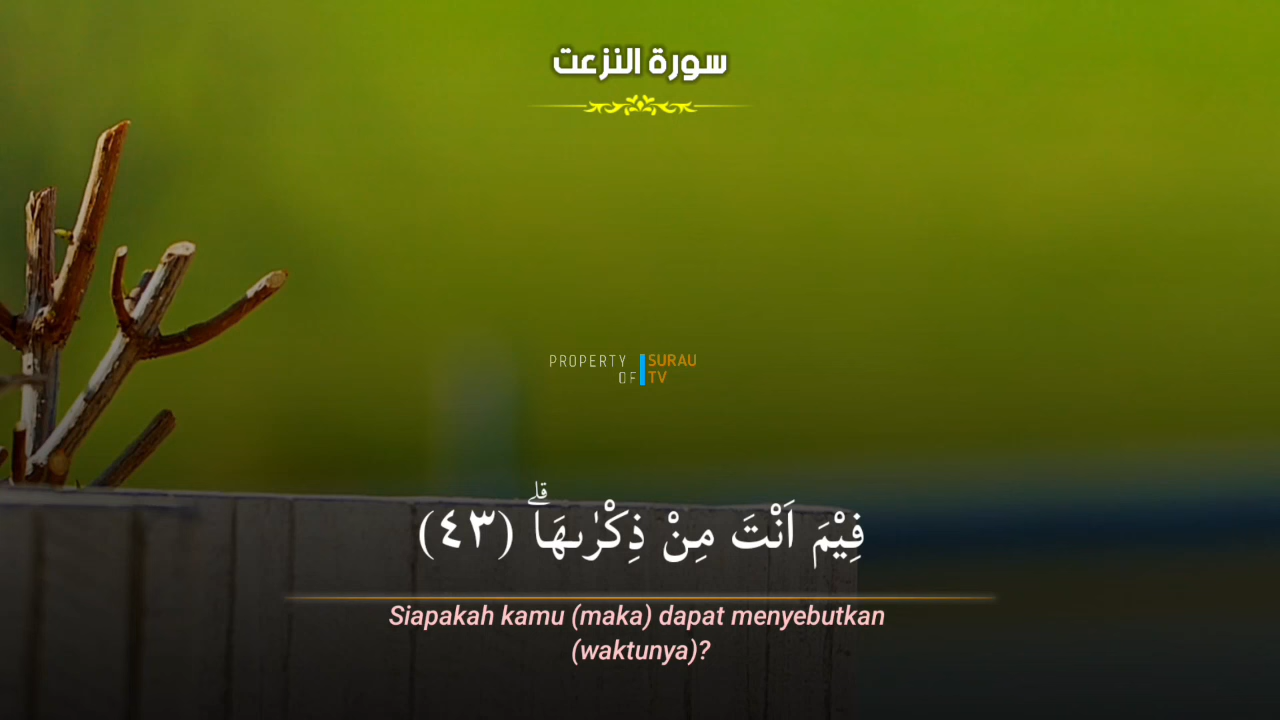 سورة النزعت
PROPERTY OF
SURAU TV
فِيْمَ اَنْتَ مِنْ ذِكْرٰىهَاۗ (٤٣)
Siapakah kamu (maka) dapat menyebutkan
(waktunya)?